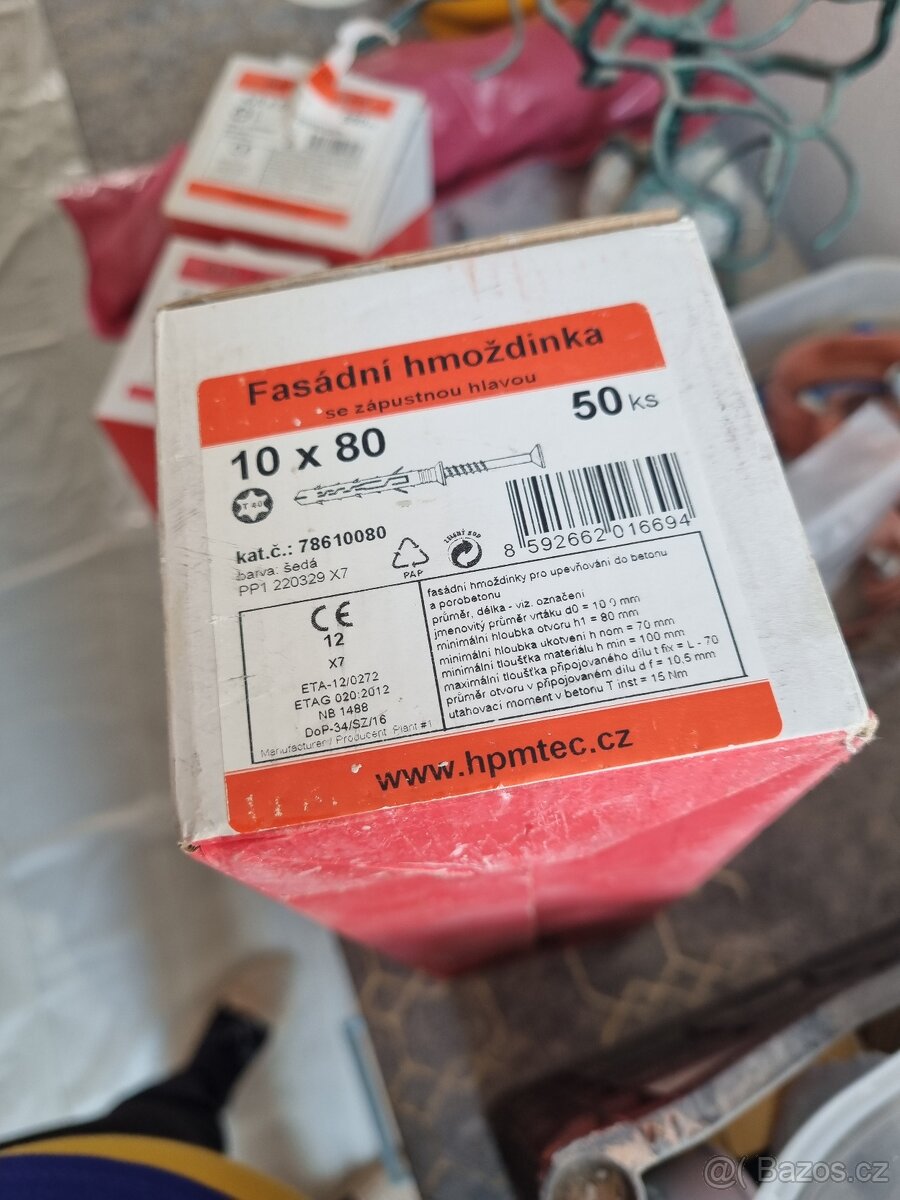 Fasádní hmoždinka
se zápustnou hlavou
10 x 80
50 ks
T 40
kat.č.: 78610080
barva: šedá
PP1 220329 X7
PAP
8 592662 016694
CE
12
X7
ETA-12/0272
ETAG 020:2012
NB 1488
DoP-34/SZ/16
Manufacturer/ Producent Plant #1
fasádní hmoždinky pro upevňování do betonu
a porobetonu
průměr, délka - viz. označení
jmenovitý průměr vrtáku d0 = 10 0 mm
minimální hloubka otvoru h1 = 80 mm
minimální hloubka ukotvení h nom = 70 mm
minimální tloušťka materiálu h min = 100 mm
maximální tloušťka připojovaného dílu t fix = L - 70
průměr otvoru v připojovaném dílu d f = 10,5 mm
utahovací moment v betonu T inst = 15 Nm
www.hpmtec.cz
@( Bazos.cz